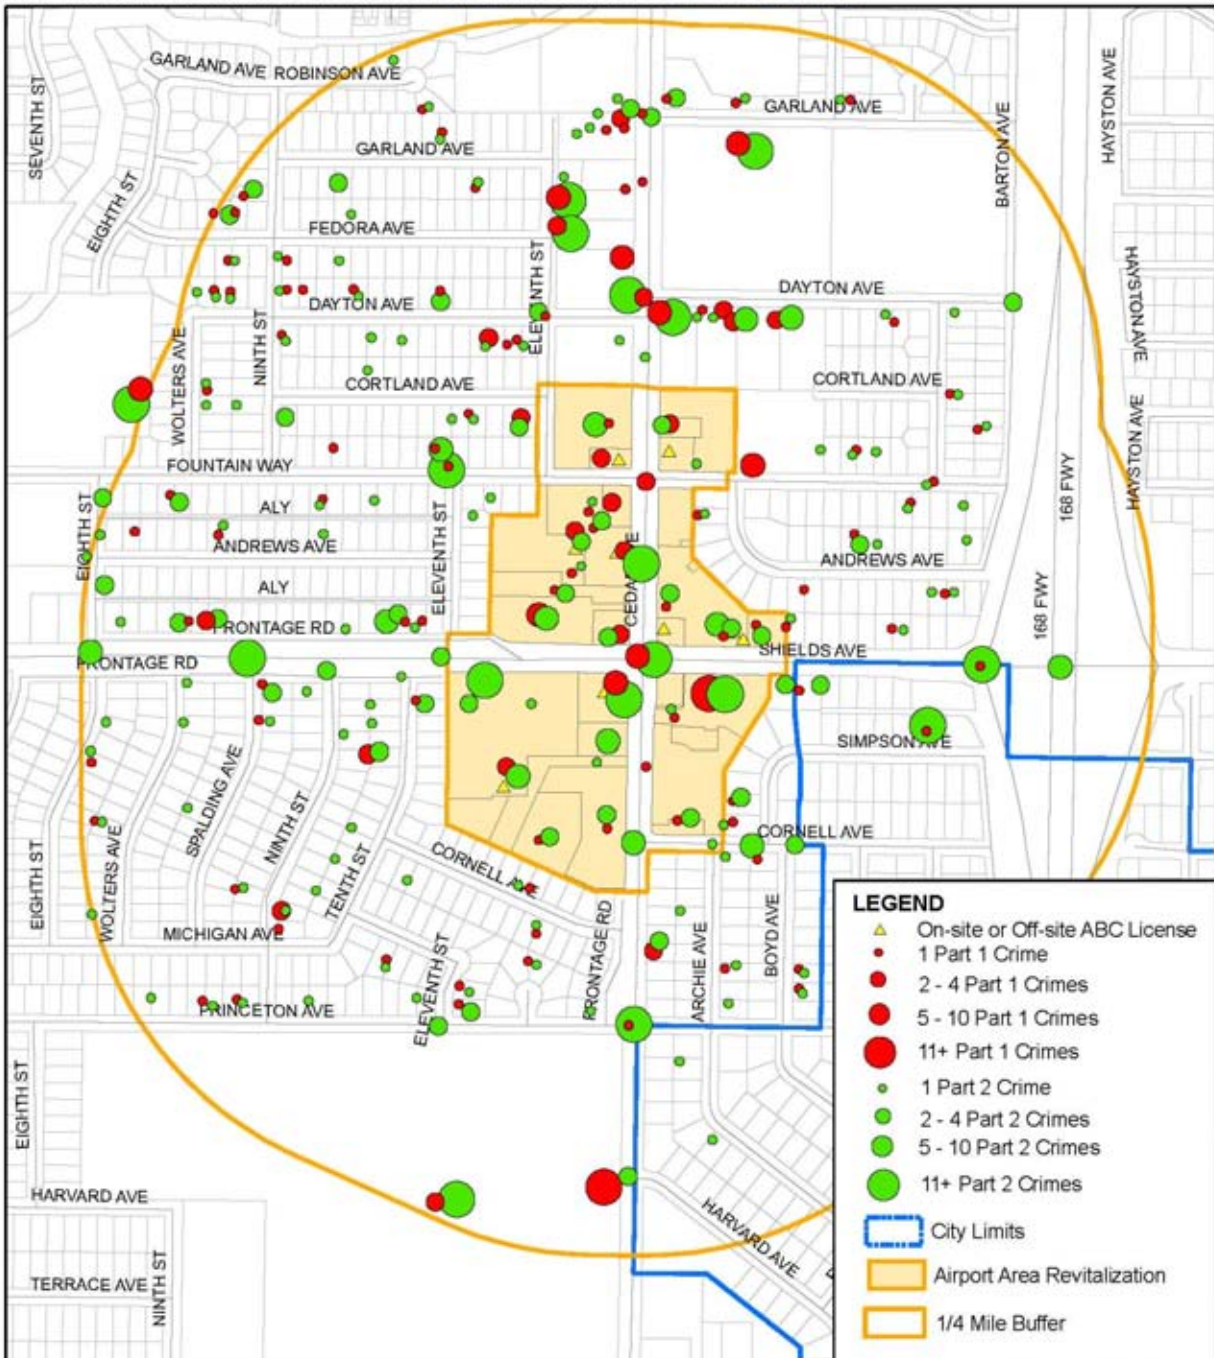 GARLAND AVE
ROBINSON AVE
SEVENTH ST
GARLAND AVE
HAYSTON AVE
BARTON AVE
GARLAND AVE
EIGHTH ST
FEDORA AVE
ELEVENTH ST
HAYSTON AVE
DAYTON AVE
DAYTON AVE
NINTH ST
WOLTERS AVE
CORTLAND AVE
CORTLAND AVE
HAYSTON AVE
FOUNTAIN WAY
EIGHTH ST
ALY
ELEVENTH ST
168 FWY
ANDREWS AVE
ANDREWS AVE
ALY
168 FWY
FRONTAGE RD
SHIELDS AVE
FRONTAGE RD
SIMPSON AVE
SPALDING AVE
NINTH ST
CORNELL AVE
CORNELL AVE
EIGHTH ST
WOLTERS AVE
TENTH ST
MICHIGAN AVE
FRONTAGE RD
ARCHIE AVE
BOYD AVE
ELEVENTH ST
PRINCETON AVE
EIGHTH ST
HARVARD AVE
HARVARD AVE
TERRACE AVE
NINTH ST
LEGEND
On-site or Off-site ABC License
1 Part 1 Crime
2 - 4 Part 1 Crimes
5 - 10 Part 1 Crimes
11+ Part 1 Crimes
1 Part 2 Crime
2 - 4 Part 2 Crimes
5 - 10 Part 2 Crimes
11+ Part 2 Crimes
City Limits
Airport Area Revitalization
1/4 Mile Buffer